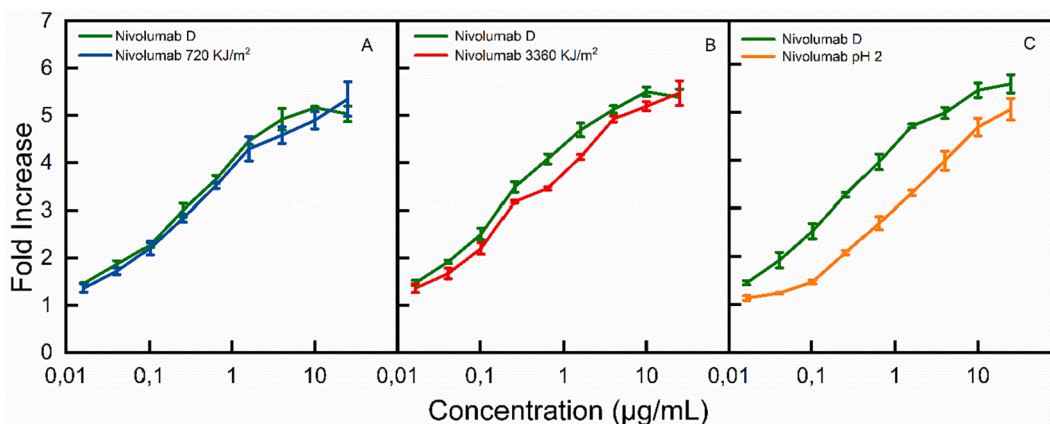 7
6
5
4
3
2
1
0
Fold Increase
Nivolumab D
Nivolumab 720 KJ/m²
A
Nivolumab D
Nivolumab 3360 KJ/m²
B
Nivolumab D
Nivolumab pH 2
C
0,01 0,1 1 10 0,01 0,1 1 10 0,01 0,1 1 10
Concentration (µg/mL)